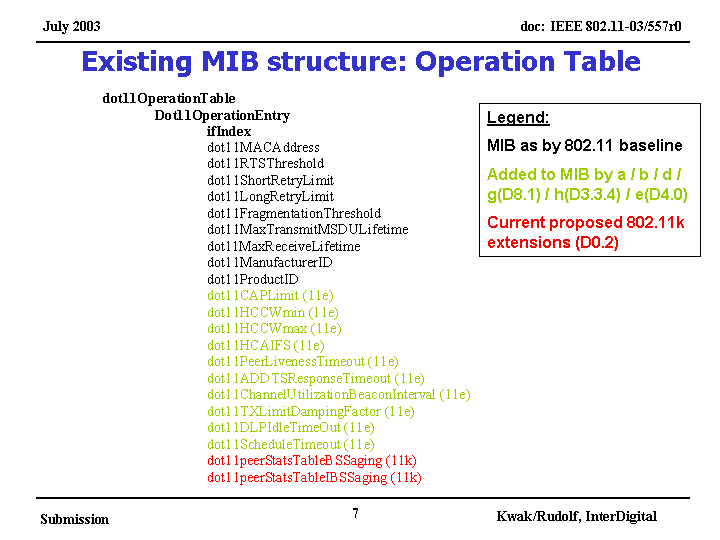 July 2003
doc: IEEE 802.11-03/557r0
Existing MIB structure: Operation Table
dot11OperationTable
Dot11OperationEntry
ifIndex
dot11MACAddress
dot11RTSThreshold
dot11ShortRetryLimit
dot11LongRetryLimit
dot11FragmentationThreshold
dot11MaxTransmitMSDULifetime
dot11MaxReceiveLifetime
dot11ManufacturerID
dot11ProductID
dot11CAPLimit (11e)
dot11HCCWmin (11e)
dot11HCCWmax (11e)
dot11HCAIFS (11e)
dot11PeerLivenessTimeout (11e)
dot11ADDTSResponseTimeout (11e)
dot11ChannelUtilizationBeaconInterval (11e)
dot11TXLimitDampingFactor (11e)
dot11DLPIdleTimeOut (11e)
dot11ScheduleTimeout (11e)
dot11peerStatsTableBSSaging (11k)
dot11peerStatsTableIBSSaging (11k)
Legend:
MIB as by 802.11 baseline
Added to MIB by a / b / d /
g(D8.1) / h(D3.3.4) / e(D4.0)
Current proposed 802.11k
extensions (D0.2)
Submission
7
Kwak/Rudolf, InterDigital